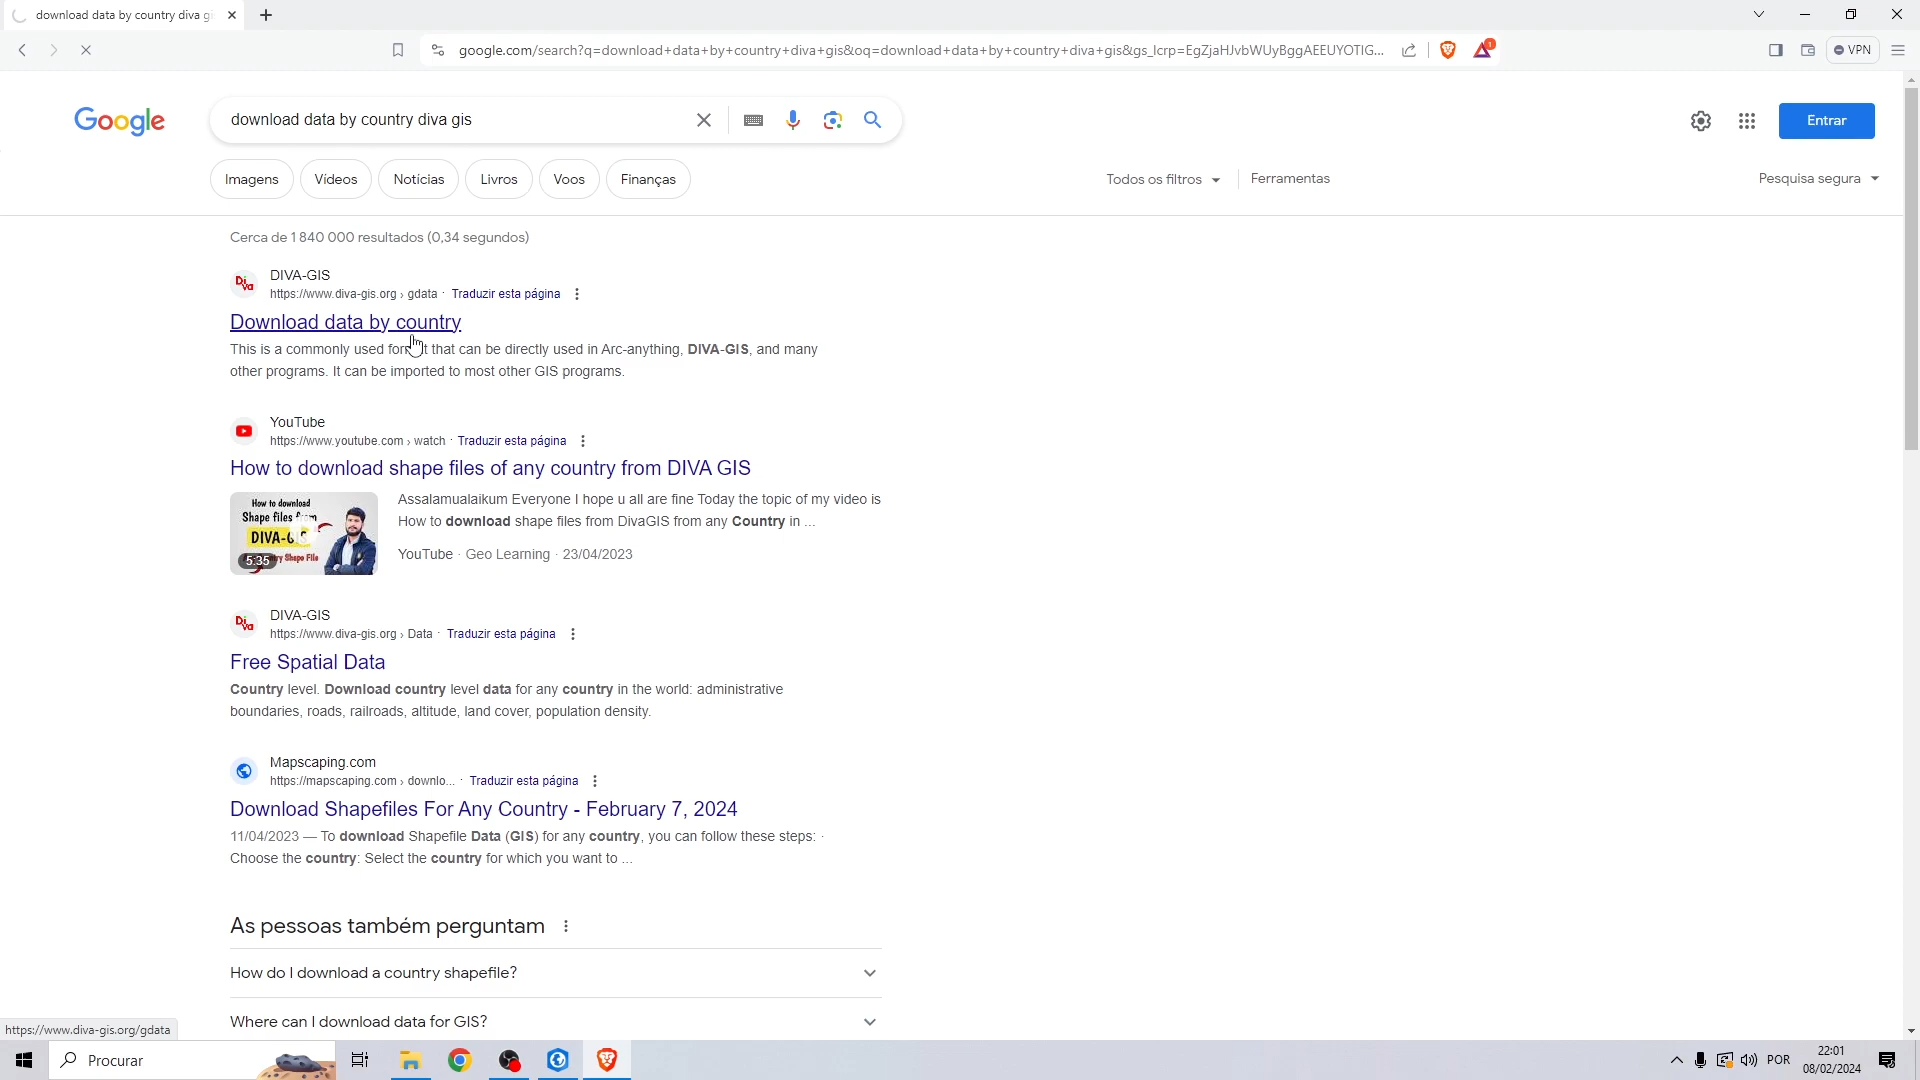 download data by country diva g
google.com/search?q=download+data+by+country+diva+gis&oq=download+data+by+country+diva+gis&gs_lcrp=EgZjaHJvbWUyBggAEEUYOTIG...
1
VPN
Google
download data by country diva gis
Entrar
Imagens
Vídeos
Notícias
Livros
Voos
Finanças
Todos os filtros
Ferramentas
Pesquisa segura
Cerca de 1 840 000 resultados (0,34 segundos)
Diva
DIVA-GIS
https://www.diva-gis.org › gdata · Traduzir esta página
Download data by country
This is a commonly used format that can be directly used in Arc-anything, DIVA-GIS, and many
other programs. It can be imported to most other GIS programs.
YouTube
https://www.youtube.com › watch · Traduzir esta página
How to download shape files of any country from DIVA GIS
How to download
Shape files from
DIVA-GIS
5:35
Shape File
Assalamualaikum Everyone I hope u all are fine Today the topic of my video is
How to download shape files from DivaGIS from any Country in ...
YouTube · Geo Learning · 23/04/2023
Diva
DIVA-GIS
https://www.diva-gis.org › Data · Traduzir esta página
Free Spatial Data
Country level. Download country level data for any country in the world: administrative
boundaries, roads, railroads, altitude, land cover, population density.
Mapscaping.com
https://mapscaping.com › downlo... · Traduzir esta página
Download Shapefiles For Any Country - February 7, 2024
11/04/2023 — To download Shapefile Data (GIS) for any country, you can follow these steps: ·
Choose the country: Select the country for which you want to ...
As pessoas também perguntam
How do I download a country shapefile?
Where can I download data for GIS?
https://www.diva-gis.org/gdata
Procurar
POR
22:01
08/02/2024